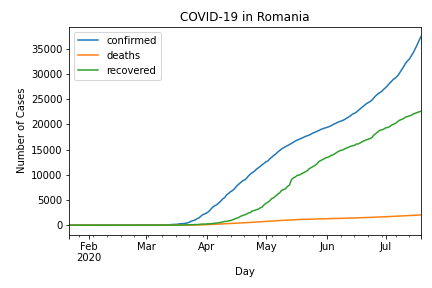 COVID-19 in Romania
confirmed
deaths
recovered
Number of Cases
35000
30000
25000
20000
15000
10000
5000
0
Feb Mar Apr May Jun Jul
2020
Day